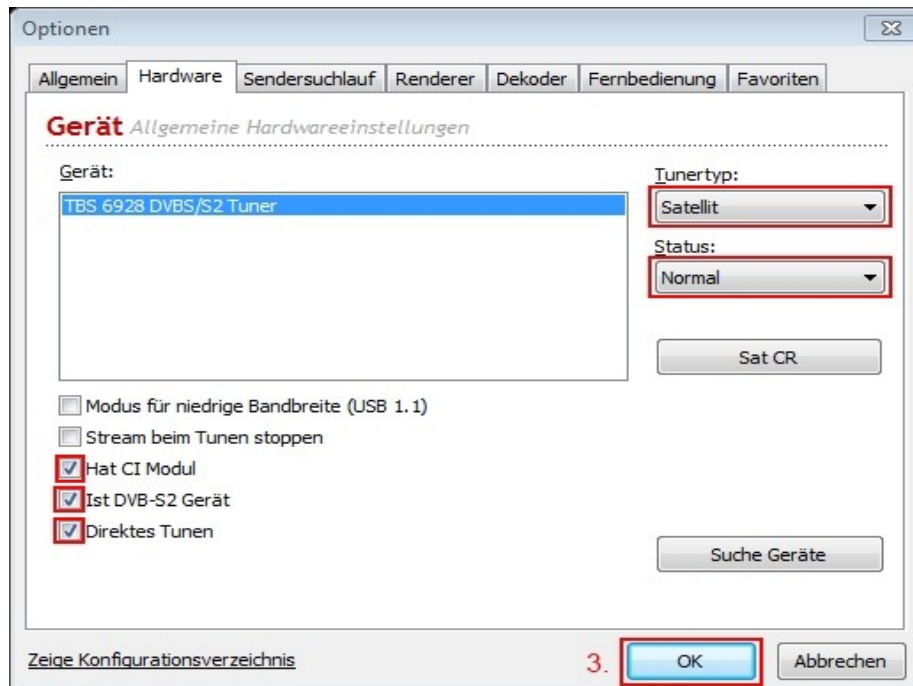 Optionen
Allgemein Hardware Sendersuchlauf Renderer Dekoder Fernbedienung Favoriten
Gerät Allgemeine Hardwareeinstellungen
Gerät:
TBS 6928 DVBS/S2 Tuner
Tunertyp:
Satellit
Status:
Normal
Sat CR
Modus für niedrige Bandbreite (USB 1.1)
Stream beim Tunen stoppen
Hat CI Modul
Ist DVB-S2 Gerät
Direktes Tunen
Suche Geräte
Zeige Konfigurationsverzeichnis 3. OK Abbrechen